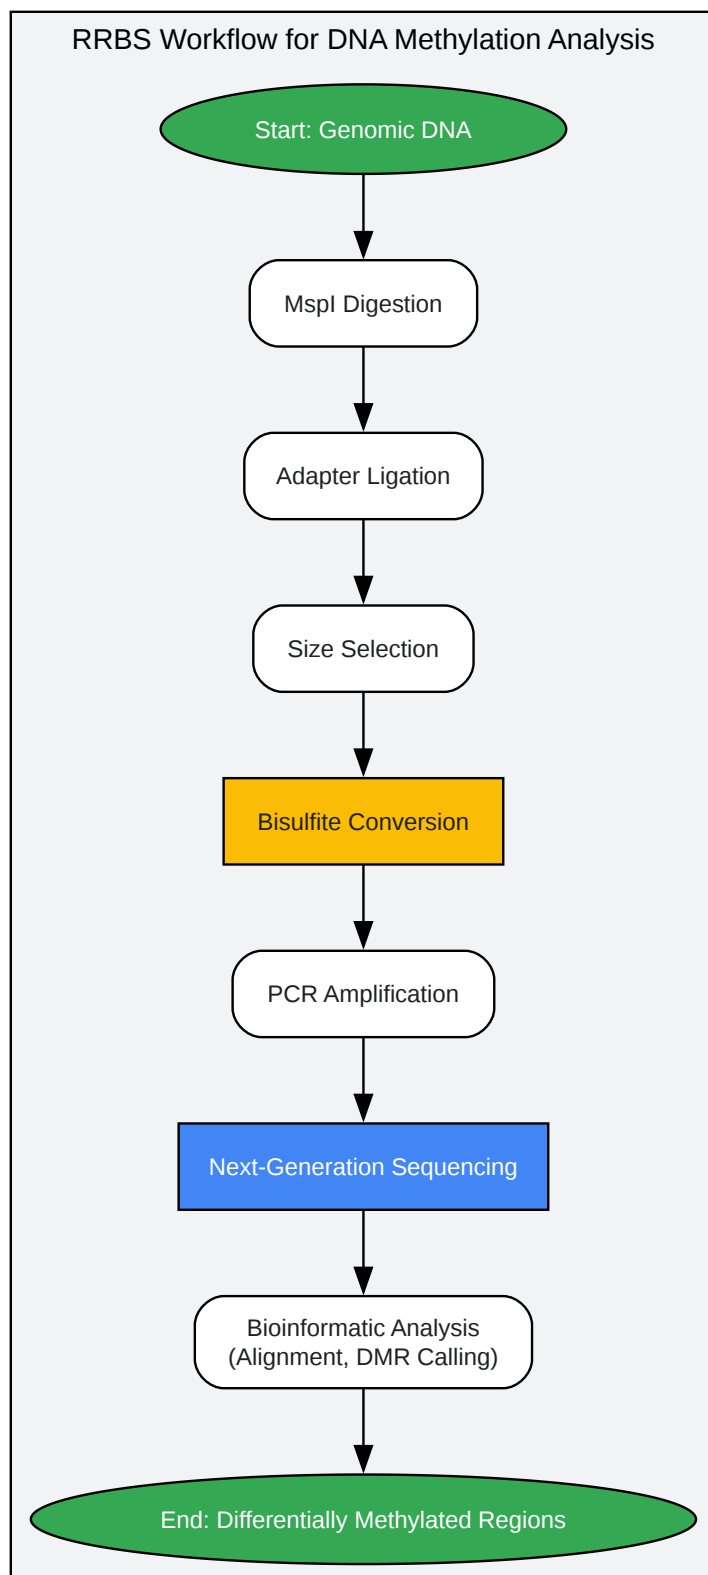 RRBS Workflow for DNA Methylation Analysis
Start: Genomic DNA
MspI Digestion
Adapter Ligation
Size Selection
Bisulfite Conversion
PCR Amplification
Next-Generation Sequencing
Bioinformatic Analysis
(Alignment, DMR Calling)
End: Differentially Methylated Regions